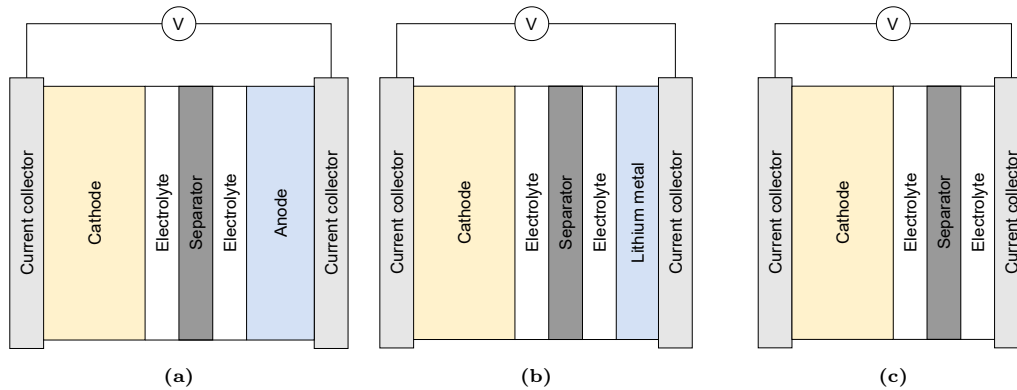 V
Current collector
Cathode
Electrolyte
Separator
Electrolyte
Anode
Current collector
(a)
V
Current collector
Cathode
Electrolyte
Separator
Electrolyte
Lithium metal
Current collector
(b)
V
Current collector
Cathode
Electrolyte
Separator
Electrolyte
Current collector
(c)